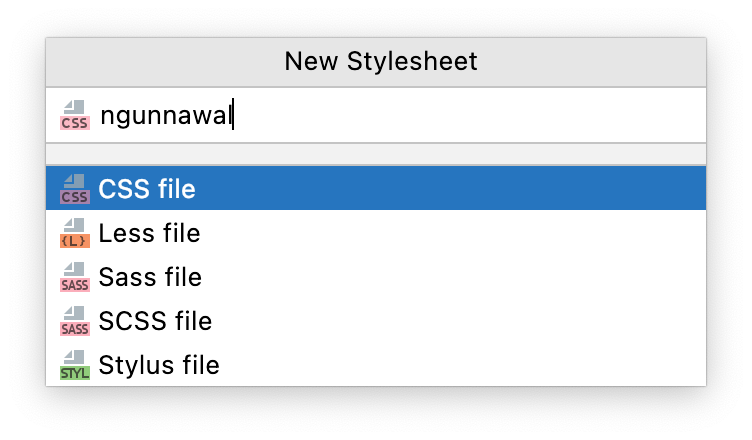 New Stylesheet
CSS ngunnawal
CSS CSS file
{L} Less file
SASS Sass file
SASS SCSS file
STYL Stylus file